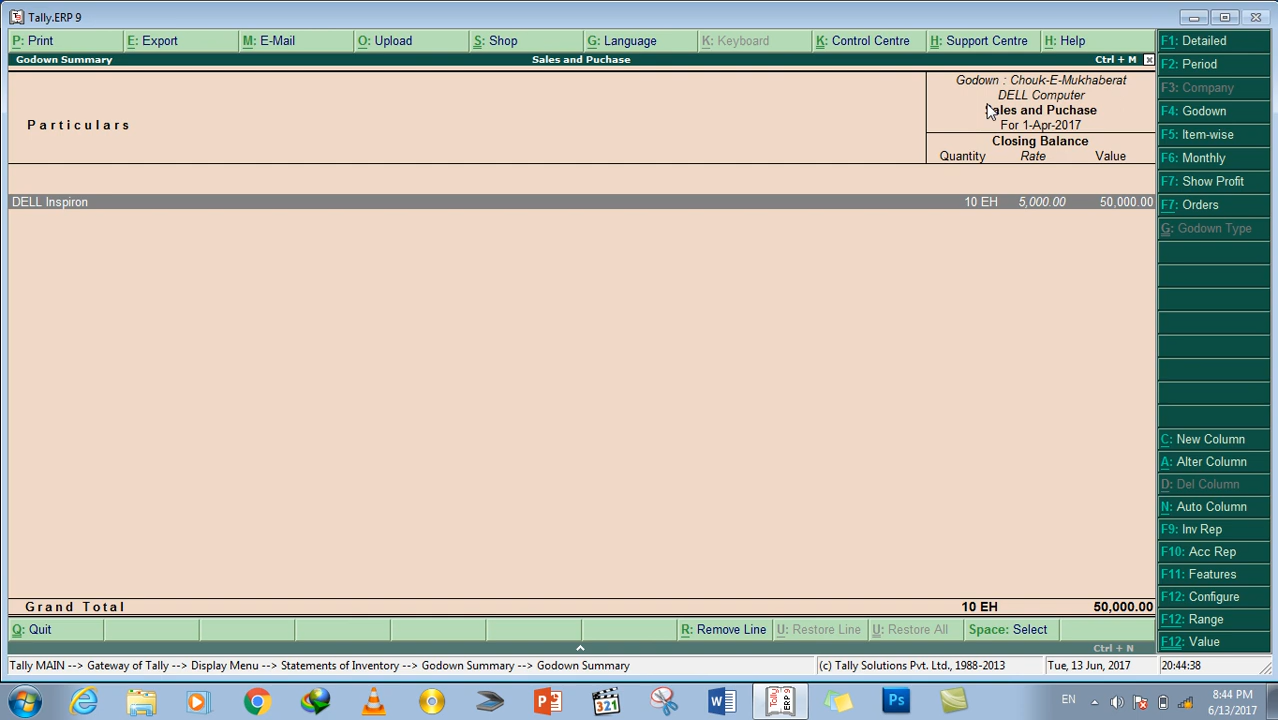 Tally.ERP 9
P: Print E: Export M: E-Mail O: Upload S: Shop G: Language K: Keyboard K: Control Centre H: Support Centre H: Help
Godown Summary Sales and Puchase Ctrl + M
Particulars
Godown : Chouk-E-Mukhaberat
DELL Computer
Sales and Puchase
For 1-Apr-2017
Closing Balance
Quantity Rate Value
DELL Inspiron 10 EH 5,000.00 50,000.00
Grand Total 10 EH 50,000.00
Q: Quit R: Remove Line U: Restore Line U: Restore All Space: Select
Ctrl + N
F1: Detailed
F2: Period
F3: Company
F4: Godown
F5: Item-wise
F6: Monthly
F7: Show Profit
F7: Orders
G: Godown Type
C: New Column
A: Alter Column
D: Del Column
N: Auto Column
F9: Inv Rep
F10: Acc Rep
F11: Features
F12: Configure
F12: Range
F12: Value
Tally MAIN --> Gateway of Tally --> Display Menu --> Statements of Inventory --> Godown Summary --> Godown Summary (c) Tally Solutions Pvt. Ltd., 1988-2013 Tue, 13 Jun, 2017 20:44:38
321
Tally
ERP 9
Ps
EN
8:44 PM
6/13/2017